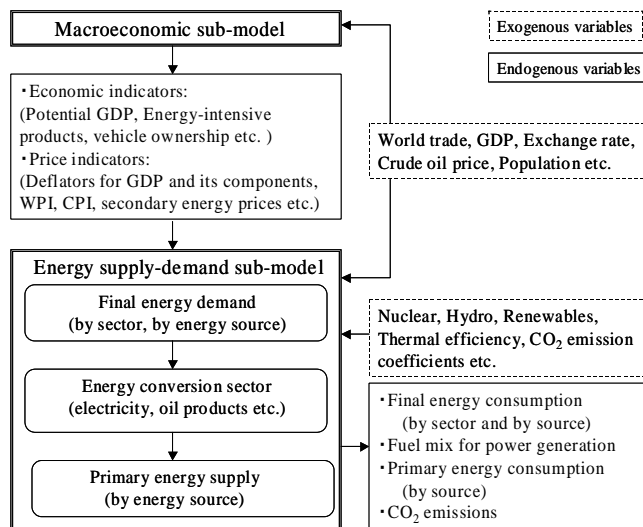 Macroeconomic sub-model
Exogenous variables
Endogenous variables
・Economic indicators:
(Potential GDP, Energy-intensive
products, vehicle ownership etc. )
・Price indicators:
(Deflators for GDP and its components,
WPI, CPI, secondary energy prices etc.)
World trade, GDP, Exchange rate,
Crude oil price, Population etc.
Energy supply-demand sub-model
Final energy demand
(by sector, by energy source)
Energy conversion sector
(electricity, oil products etc.)
Primary energy supply
(by energy source)
Nuclear, Hydro, Renewables,
Thermal efficiency, CO2 emission
coefficients etc.
・Final energy consumption
(by sector and by source)
・Fuel mix for power generation
・Primary energy consumption
(by source)
・CO2 emissions